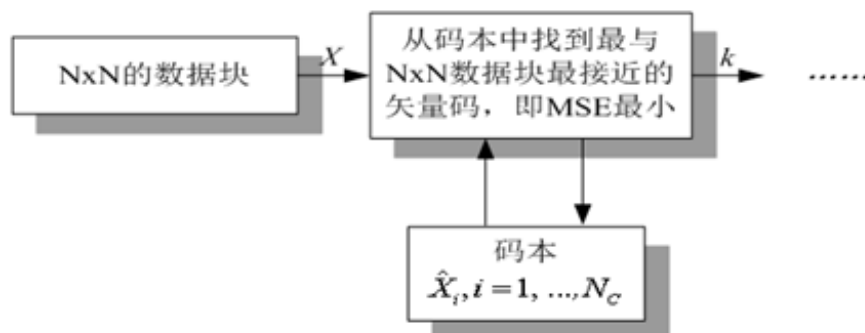 NxN的数据块
X
从码本中找到最与
NxN数据块最接近的
矢量码，即MSE最小
k
......
码本
X̂ᵢ, i = 1, ..., N_C